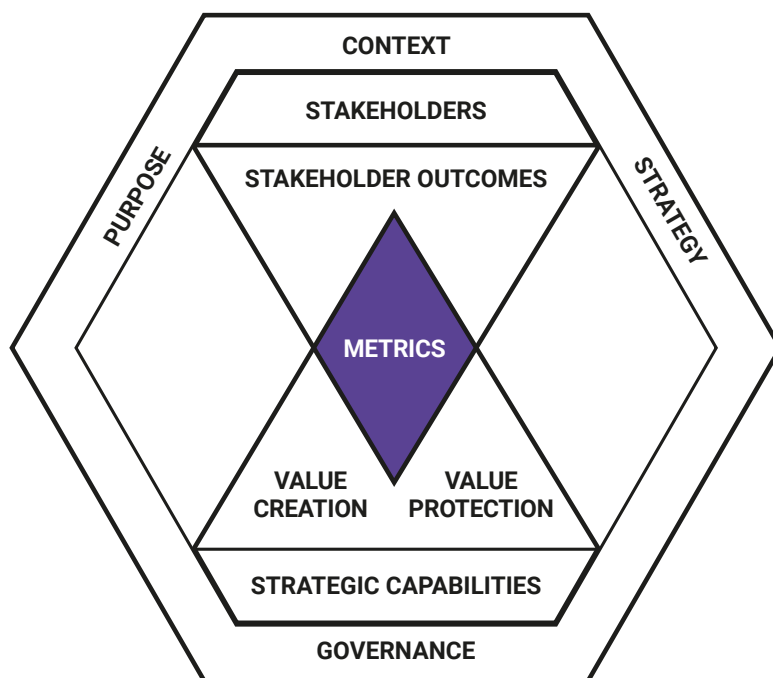 CONTEXT
STAKEHOLDERS
PURPOSE
STRATEGY
STAKEHOLDER OUTCOMES
METRICS
VALUE
CREATION
VALUE
PROTECTION
STRATEGIC CAPABILITIES
GOVERNANCE